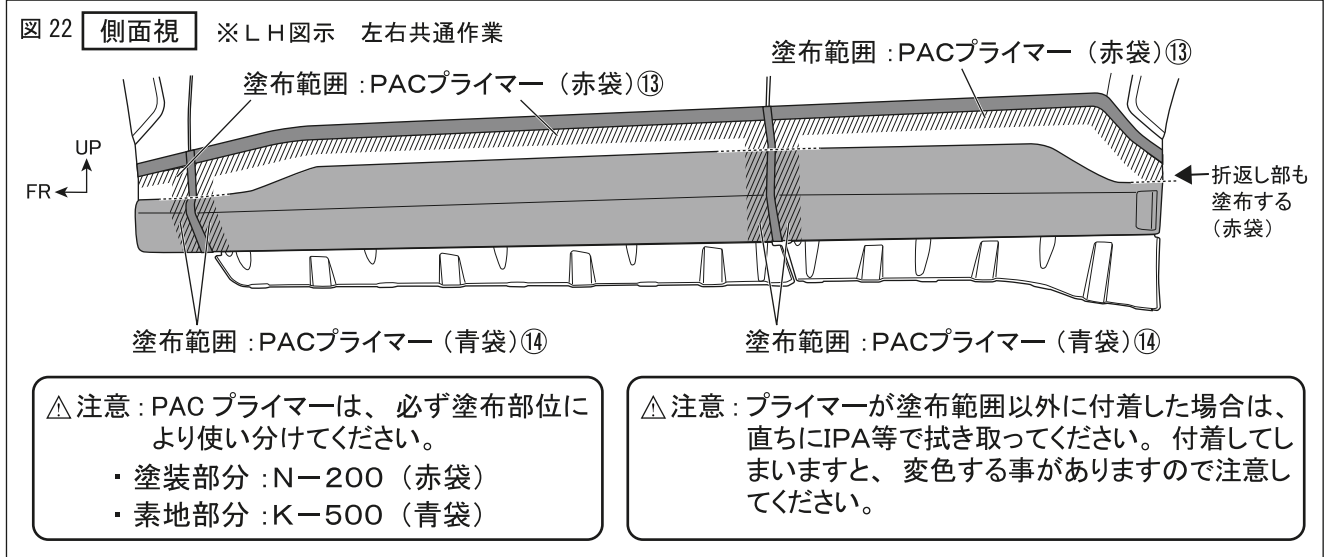 図22 側面視 ※LH図示 左右共通作業
塗布範囲:PACプライマー(赤袋)⑬
塗布範囲:PACプライマー(赤袋)⑬
UP
FR
折返し部も
塗布する
(赤袋)
塗布範囲:PACプライマー(青袋)⑭
塗布範囲:PACプライマー(青袋)⑭
⚠注意:PACプライマーは、必ず塗布部位に
より使い分けてください。
・塗装部分:N-200(赤袋)
・素地部分:K-500(青袋)
⚠注意:プライマーが塗布範囲以外に付着した場合は、
直ちにIPA等で拭き取ってください。付着してし
まいますと、変色する事がありますので注意し
てください。